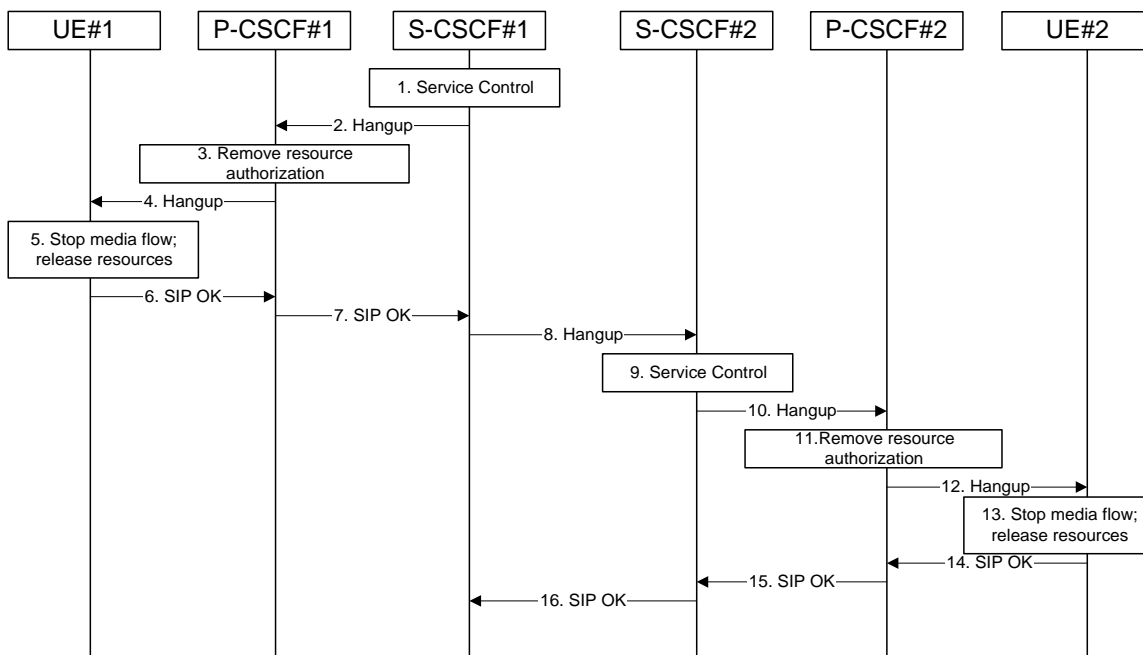 UE#1
P-CSCF#1
S-CSCF#1
S-CSCF#2
P-CSCF#2
UE#2
1. Service Control
2. Hangup
3. Remove resource
authorization
4. Hangup
5. Stop media flow;
release resources
6. SIP OK
7. SIP OK
8. Hangup
9. Service Control
10. Hangup
11.Remove resource
authorization
12. Hangup
13. Stop media flow;
release resources
14. SIP OK
15. SIP OK
16. SIP OK